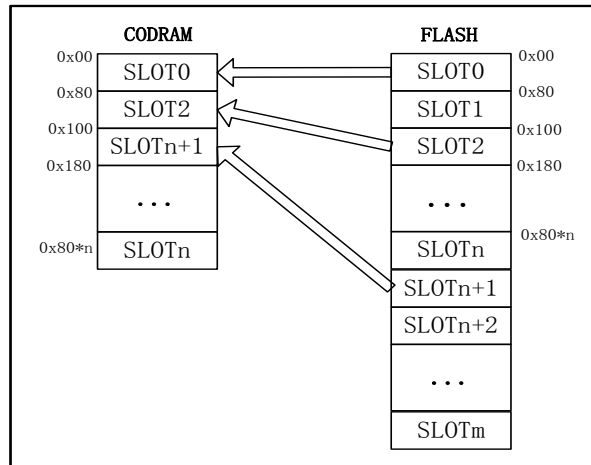 CODRAM
0x00
SLOT0
0x80
SLOT2
0x100
SLOTn+1
0x180
...
0x80*n
SLOTn
FLASH
0x00
SLOT0
0x80
SLOT1
0x100
SLOT2
0x180
...
0x80*n
SLOTn
SLOTn+1
SLOTn+2
...
SLOTm